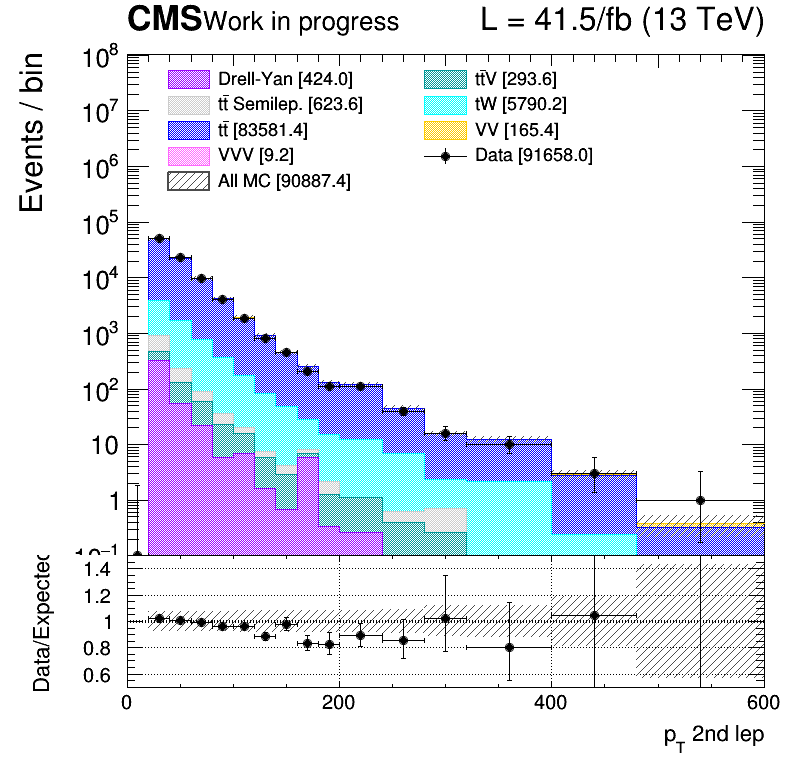 CMS Work in progress L = 41.5/fb (13 TeV)
Events / bin
10⁸
10⁷
10⁶
10⁵
10⁴
10³
10²
10
1
10⁻¹
Drell-Yan [424.0]
tt̄ Semilep. [623.6]
tt̄ [83581.4]
VVV [9.2]
All MC [90887.4]
tt̄V [293.6]
tW [5790.2]
VV [165.4]
Data [91658.0]
Data/Expected
1.4
1.2
1
0.8
0.6
0 200 400 600
p_T 2nd lep